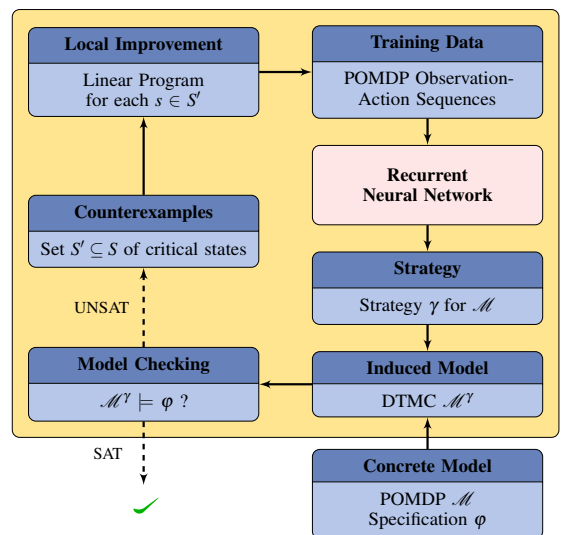 Local Improvement
Linear Program
for each s ∈ S′
Training Data
POMDP Observation-
Action Sequences
Recurrent
Neural Network
Counterexamples
Set S′ ⊆ S of critical states
Strategy
Strategy γ for ℳ
UNSAT
Model Checking
ℳ^γ ⊨ φ ?
Induced Model
DTMC ℳ^γ
SAT
Concrete Model
POMDP ℳ
Specification φ
✓